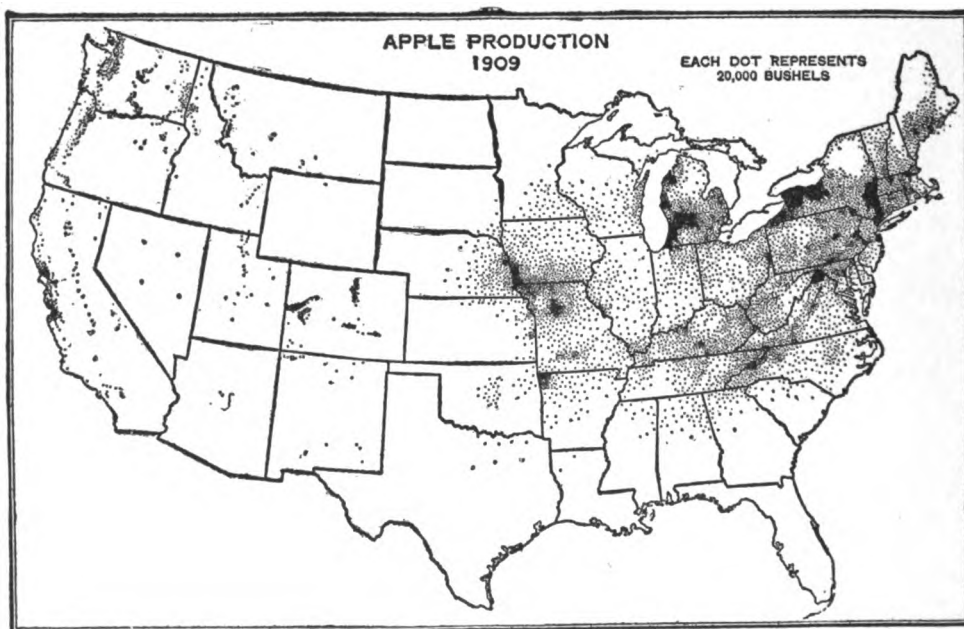 APPLE PRODUCTION
1909
EACH DOT REPRESENTS
20,000 BUSHELS